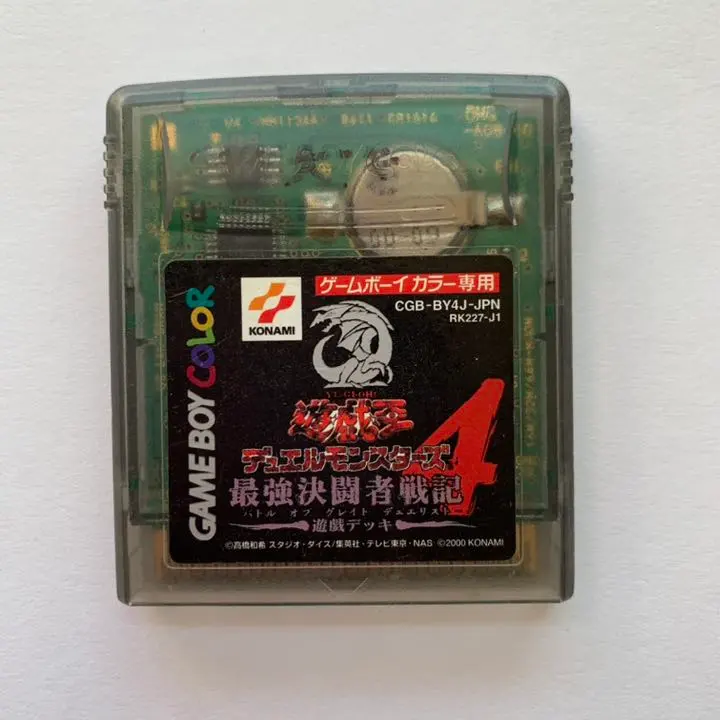 KONAMI
ゲームボーイカラー専用
CGB-BY4J-JPN
RK227-J1
GAME BOY COLOR
YU-GI-OH!
遊戯王
デュエルモンスターズ4
最強決闘者戦記
バトル オブ グレイト デュエリスト
遊戯デッキ
©高橋和希 スタジオ・ダイス/集英社・テレビ東京・NAS ©2000 KONAMI